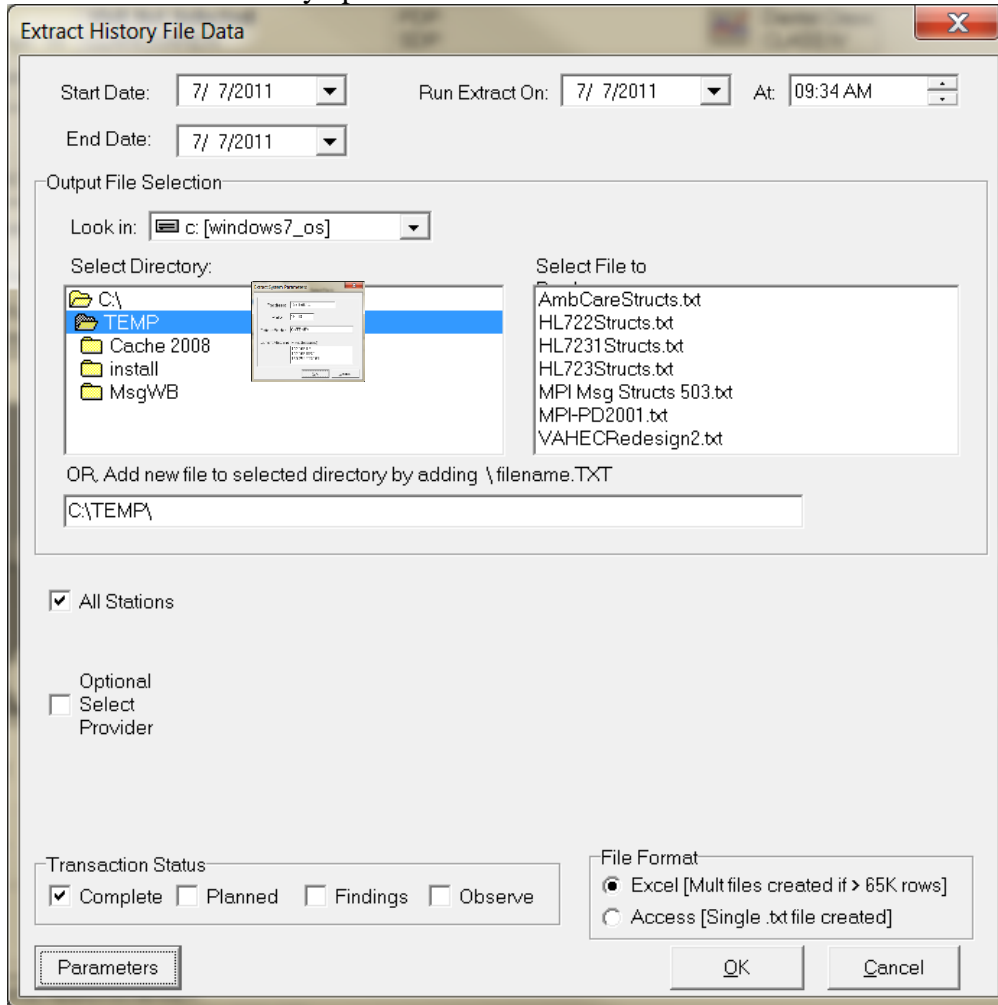 Extract History File Data
Start Date: 7/ 7/2011 Run Extract On: 7/ 7/2011 At: 09:34 AM
End Date: 7/ 7/2011
Output File Selection
Look in: c: [windows7_os]
Select Directory: Select File to
C:\
TEMP
Cache 2008
install
MsgWB
Extract System Parameters
AmbCareStructs.txt
HL722Structs.txt
HL7231Structs.txt
HL723Structs.txt
MPI Msg Structs 503.txt
MPI-PD2001.txt
VAHECRedesign2.txt
OR, Add new file to selected directory by adding \filename.TXT
C:\TEMP\
All Stations
Optional
Select
Provider
Transaction Status
Complete Planned Findings Observe
File Format
Excel [Mult files created if > 65K rows]
Access [Single .txt file created]
Parameters OK Cancel